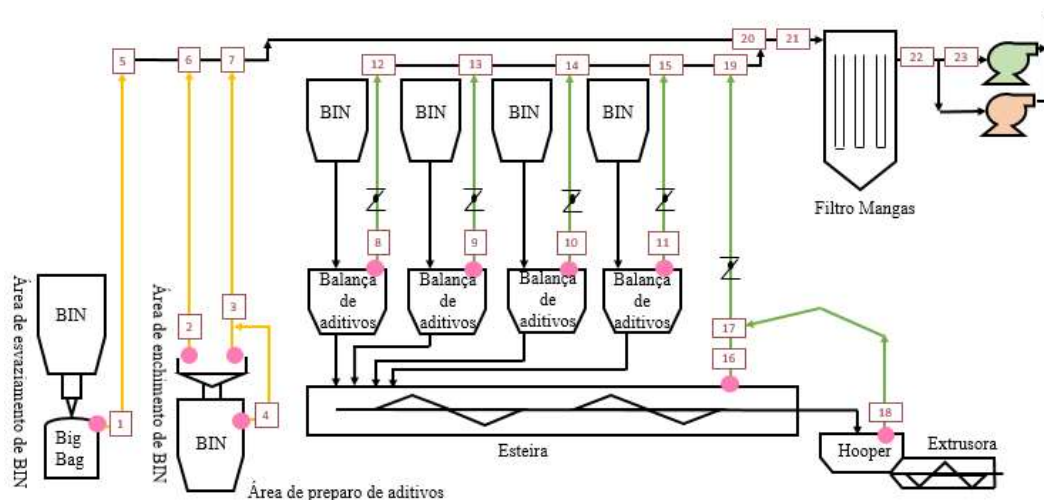 5
6
7
12
13
14
15
19
20
21
22
23
BIN
BIN
BIN
BIN
Filtro Mangas
8
9
10
11
Balança
de
aditivos
Balança
de
aditivos
Balança
de
aditivos
Balança
de
aditivos
Área de esvaziamento de BIN
BIN
Big
Bag
1
Área de enchimento de BIN
2
3
4
BIN
Área de preparo de aditivos
17
16
Esteira
18
Hooper
Extrusora